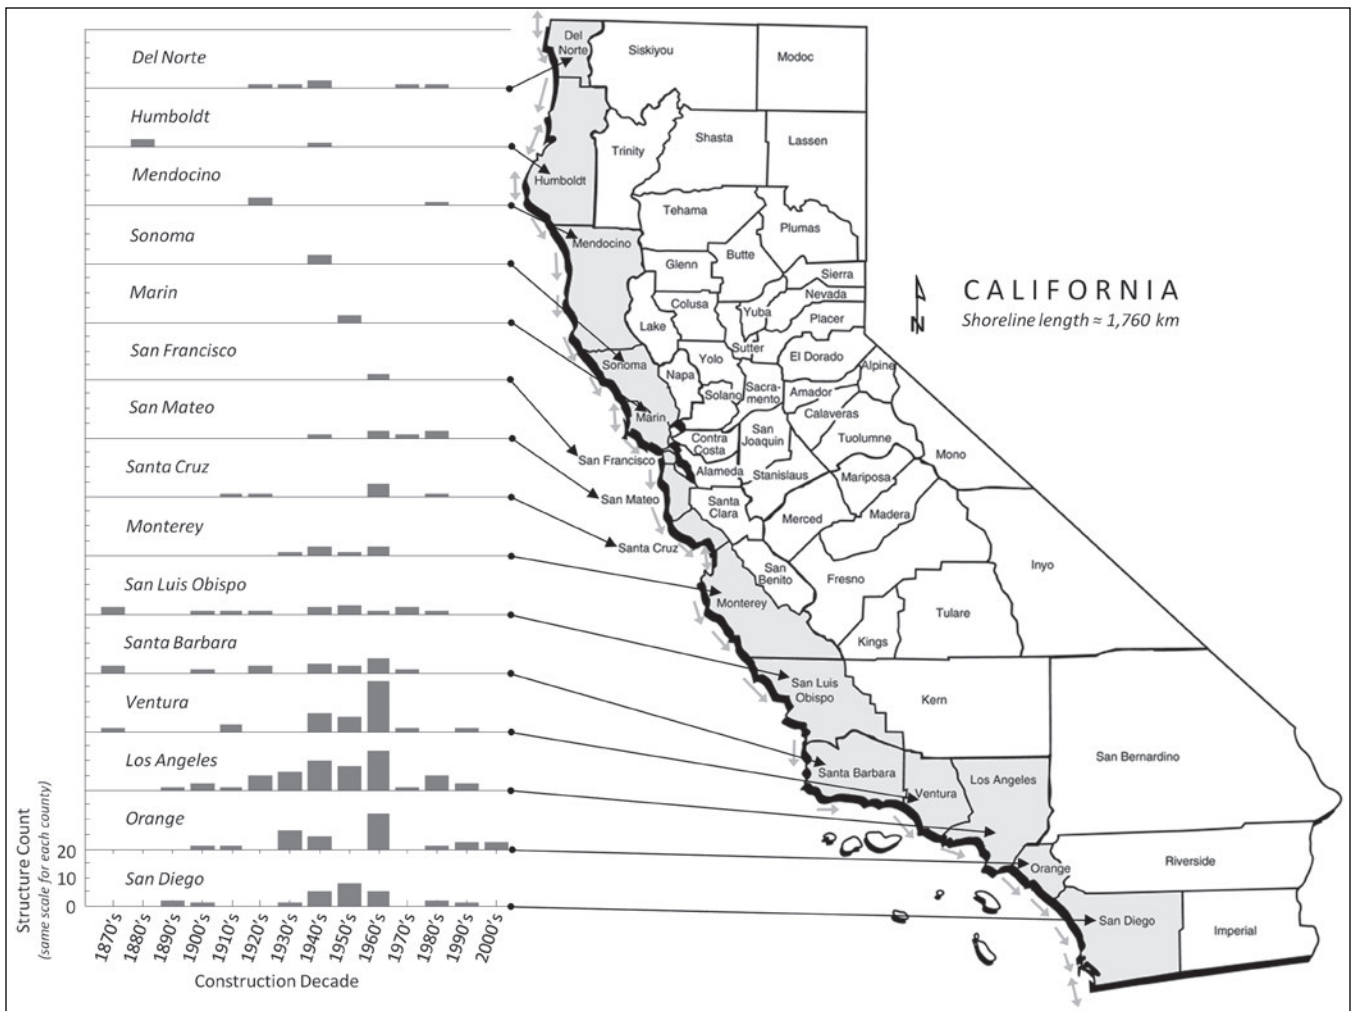 Del Norte
Humboldt
Mendocino
Sonoma
Marin
San Francisco
San Mateo
Santa Cruz
Monterey
San Luis Obispo
Santa Barbara
Ventura
Los Angeles
Orange
San Diego
Structure Count
(same scale for each county)
20
10
0
1870's
1880's
1890's
1900's
1910's
1920's
1930's
1940's
1950's
1960's
1970's
1980's
1990's
2000's
Construction Decade
CALIFORNIA
Shoreline length ≈ 1,760 km
N
Del
Norte
Siskiyou
Modoc
Humboldt
Trinity
Shasta
Lassen
Tehama
Plumas
Mendocino
Glenn
Butte
Sierra
Nevada
Colusa
Yuba
Placer
Lake
Sutter
El Dorado
Alpine
Sonoma
Napa
Yolo
Solano
Sacra-
mento
Amador
Calaveras
Marin
Contra
Costa
San
Joaquin
Tuolumne
Mono
San Francisco
Alameda
Stanislaus
Mariposa
San Mateo
Santa
Clara
Merced
Madera
Santa Cruz
San
Benito
Fresno
Inyo
Monterey
Kings
Tulare
San Luis
Obispo
Kern
San Bernardino
Santa Barbara
Ventura
Los Angeles
Orange
Riverside
San Diego
Imperial